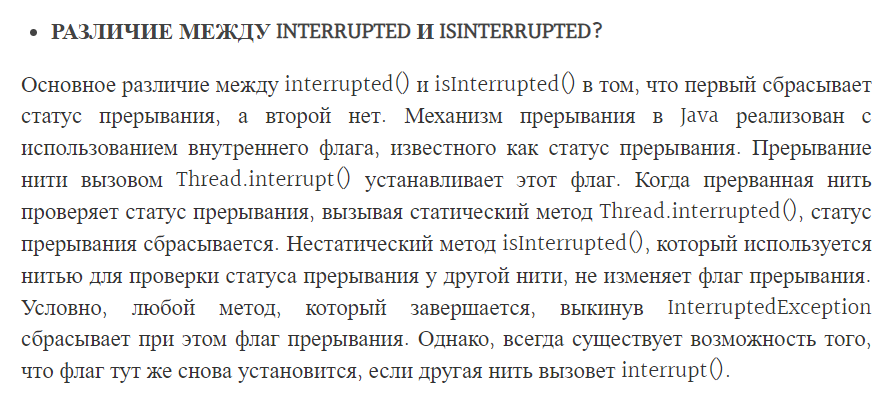 • РАЗЛИЧИЕ МЕЖДУ INTERRUPTED И ISINTERRUPTED?
Основное различие между interrupted() и isInterrupted() в том, что первый сбрасывает
статус прерывания, а второй нет. Механизм прерывания в Java реализован с
использованием внутреннего флага, известного как статус прерывания. Прерывание
нити вызовом Thread.interrupt() устанавливает этот флаг. Когда прерванная нить
проверяет статус прерывания, вызывая статический метод Thread.interrupted(), статус
прерывания сбрасывается. Нестатический метод isInterrupted(), который используется
нитью для проверки статуса прерывания у другой нити, не изменяет флаг прерывания.
Условно, любой метод, который завершается, выкинув InterruptedException
сбрасывает при этом флаг прерывания. Однако, всегда существует возможность того,
что флаг тут же снова установится, если другая нить вызовет interrupt().